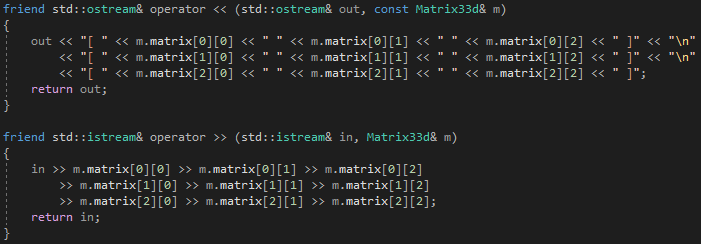 friend std::ostream& operator << (std::ostream& out, const Matrix33d& m)
{
    out << "[ " << m.matrix[0][0] << " " << m.matrix[0][1] << " " << m.matrix[0][2] << " ]" << "\n"
        << "[ " << m.matrix[1][0] << " " << m.matrix[1][1] << " " << m.matrix[1][2] << " ]" << "\n"
        << "[ " << m.matrix[2][0] << " " << m.matrix[2][1] << " " << m.matrix[2][2] << " ]";
    return out;
}

friend std::istream& operator >> (std::istream& in, Matrix33d& m)
{
    in >> m.matrix[0][0] >> m.matrix[0][1] >> m.matrix[0][2]
        >> m.matrix[1][0] >> m.matrix[1][1] >> m.matrix[1][2]
        >> m.matrix[2][0] >> m.matrix[2][1] >> m.matrix[2][2];
    return in;
}